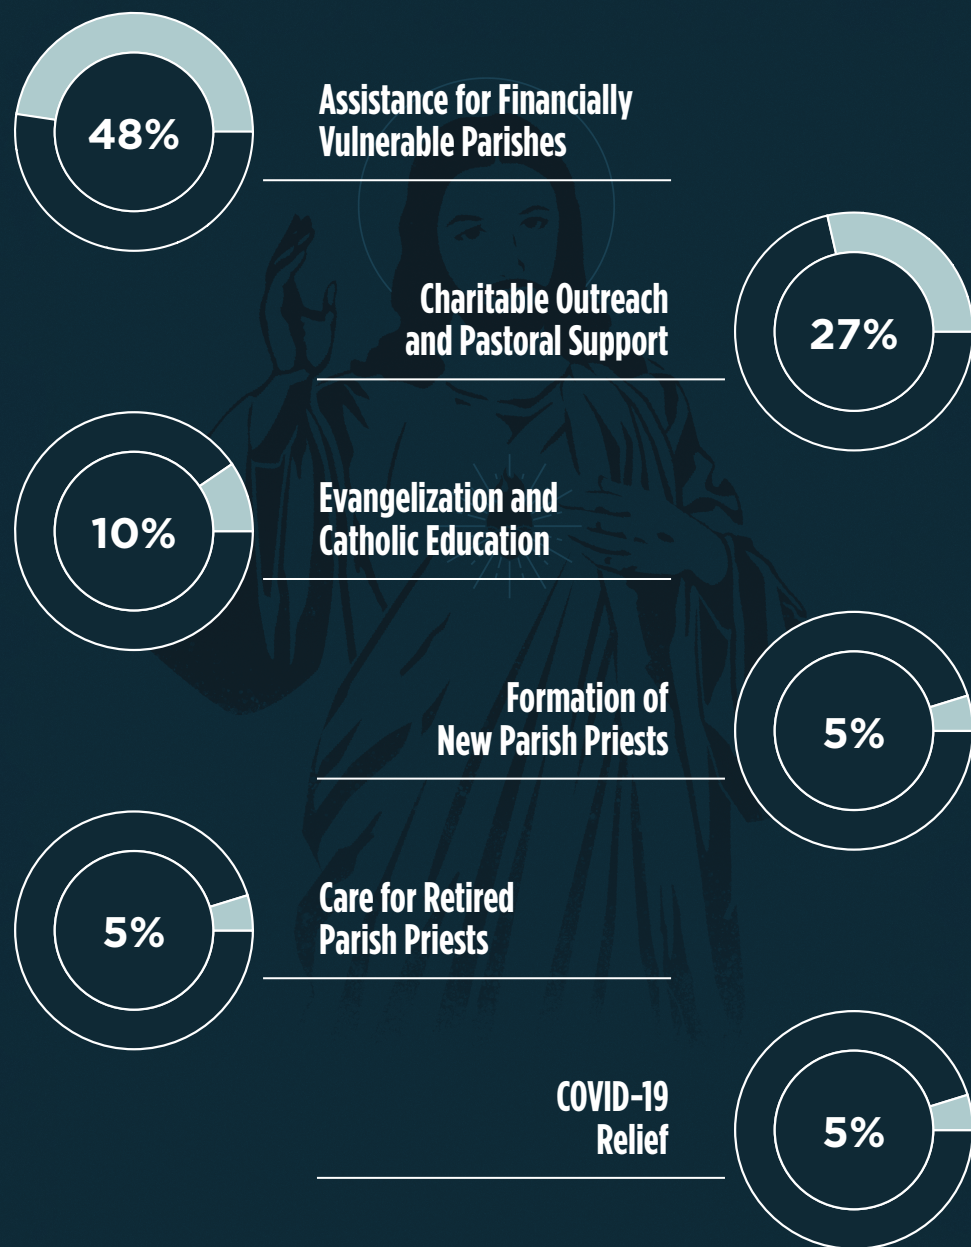 48%
Assistance for Financially
Vulnerable Parishes
Charitable Outreach
and Pastoral Support
27%
10%
Evangelization and
Catholic Education
Formation of
New Parish Priests
5%
5%
Care for Retired
Parish Priests
COVID-19
Relief
5%